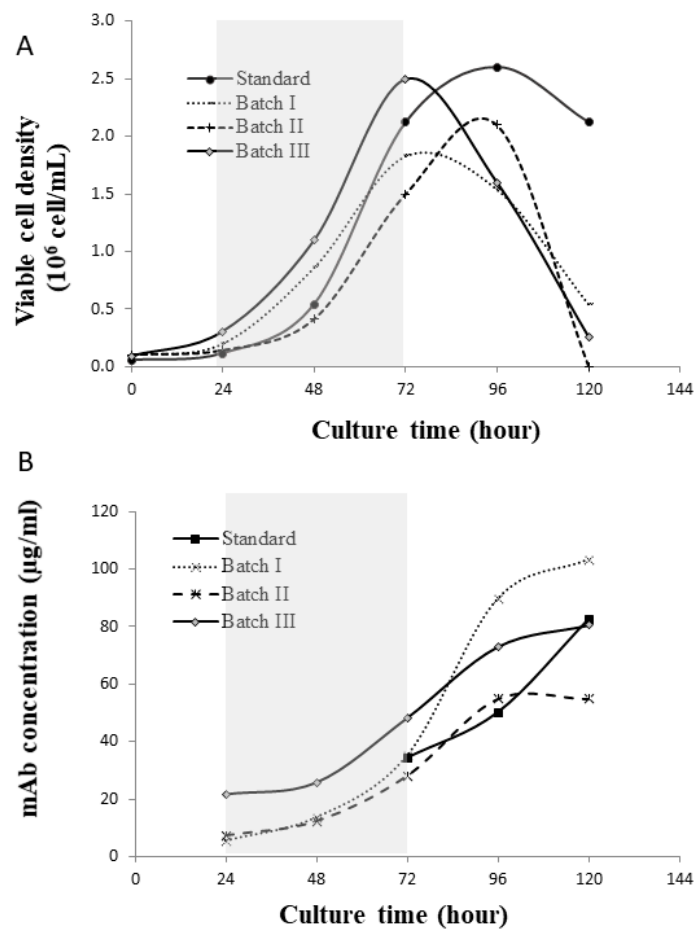 A
3.0
2.5
2.0
1.5
1.0
0.5
0.0
Viable cell density
(10⁶ cell/mL)
Standard
Batch I
Batch II
Batch III
0 24 48 72 96 120 144
Culture time (hour)
B
120
100
80
60
40
20
0
mAb concentration (µg/ml)
Standard
Batch I
Batch II
Batch III
0 24 48 72 96 120 144
Culture time (hour)